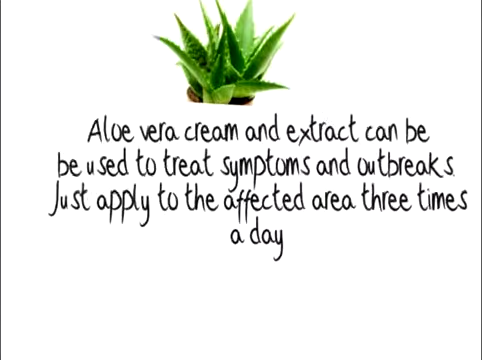 Aloe vera cream and extract can be
be used to treat symptoms and outbreaks.
Just apply to the affected area three times
a day